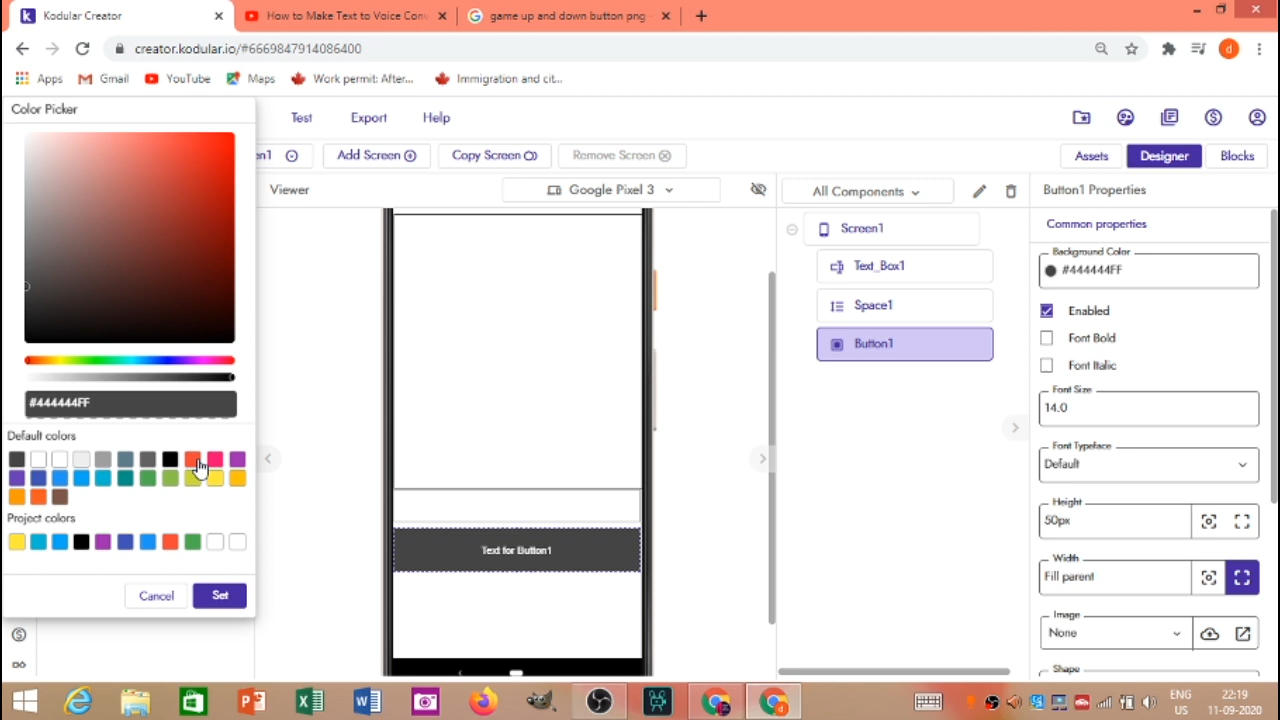 Kodular Creator
How to Make Text to Voice Conv
game up and down button png -
creator.kodular.io/#6669847914086400
d
Apps
Gmail
YouTube
Maps
Work permit: After...
Immigration and cit...
Color Picker
Test
Export
Help
en1
Add Screen
Copy Screen
Remove Screen
Assets
Designer
Blocks
Viewer
Google Pixel 3
All Components
Button1 Properties
Common properties
Screen1
Text_Box1
Space1
Button1
Background Color
#444444FF
Enabled
Font Bold
Font Italic
Font Size
14.0
Font Typeface
Default
Height
50px
Width
Fill parent
Image
None
Shape
#444444FF
Default colors
Project colors
Cancel
Set
Text for Button1
ENG
US
22:19
11-09-2020